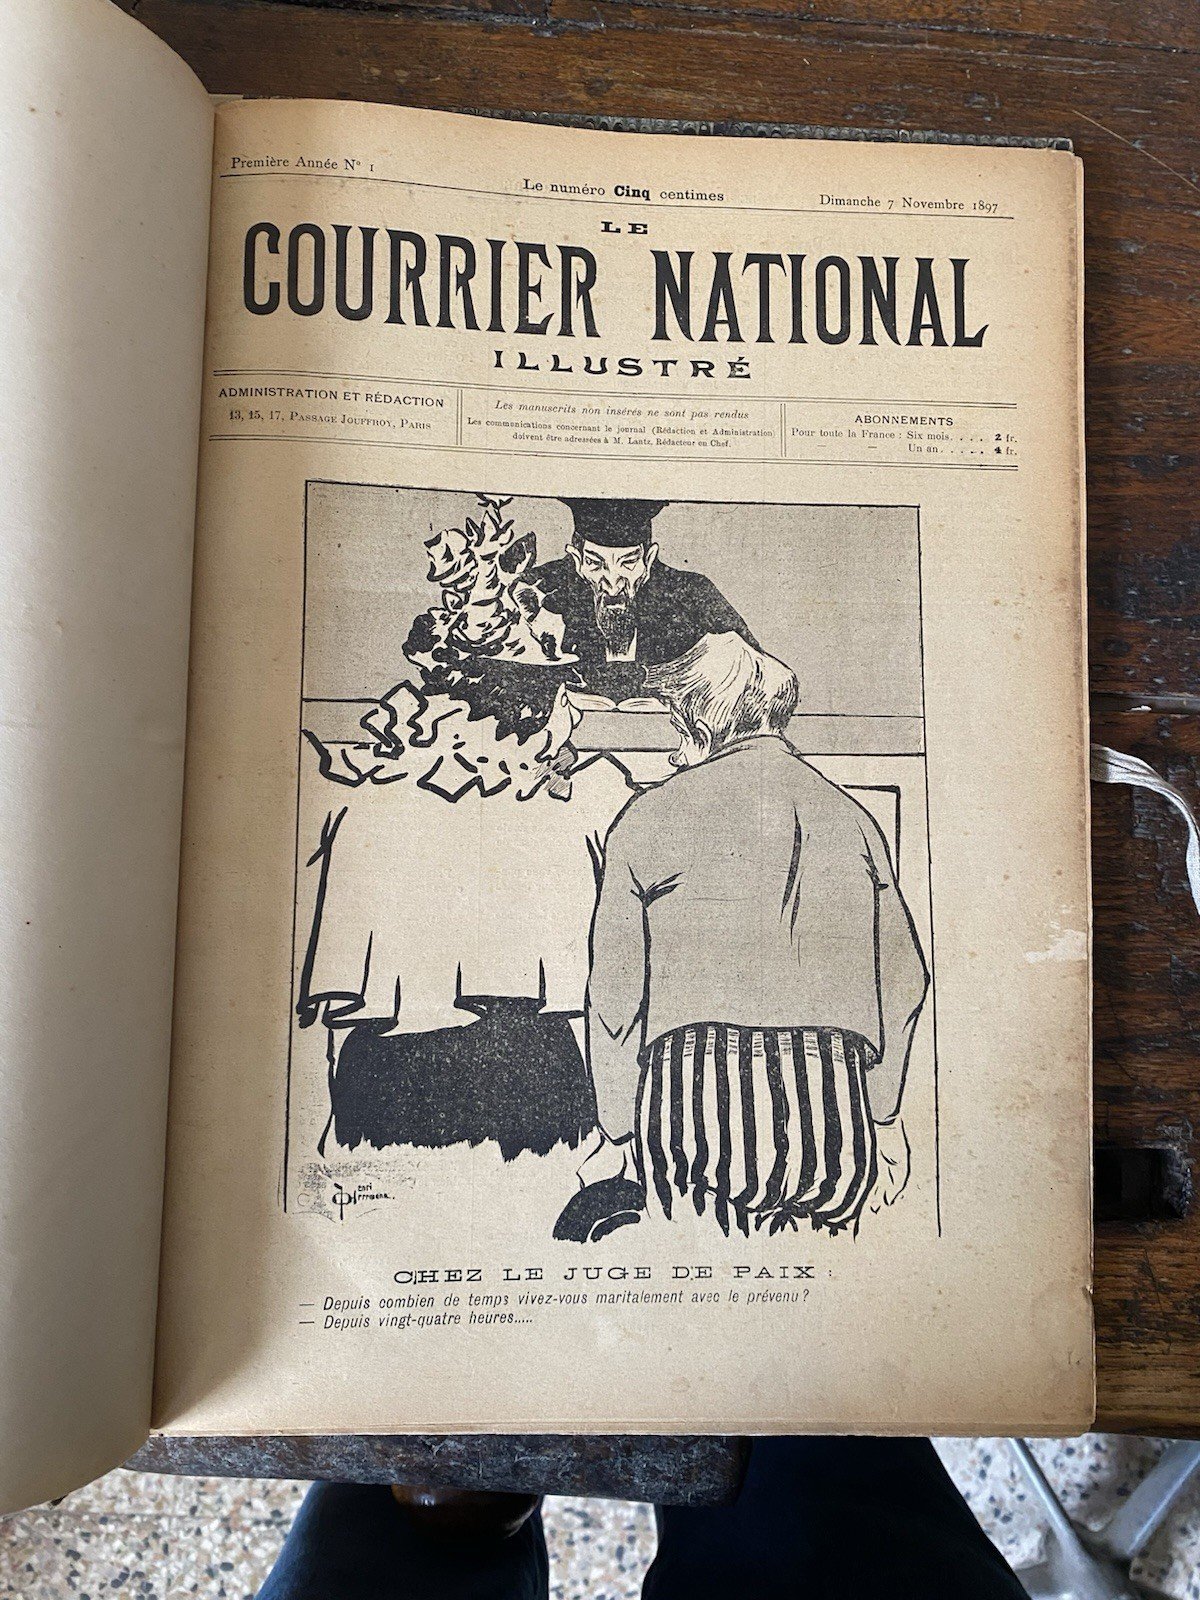 Première Année Nº 1
Le numéro Cinq centimes
Dimanche 7 Novembre 1897
LE
COURRIER NATIONAL
ILLUSTRÉ
ADMINISTRATION ET RÉDACTION
13, 15, 17, Passage Jouffroy, Paris
Les manuscrits non insérés ne sont pas rendus
Les communications concernant le journal (Rédaction et Administration)
doivent être adressées à M. Lantz, Rédacteur en Chef.
ABONNEMENTS
Pour toute la France : Six mois. . . . 2 fr.
— — Un an. . . . . 4 fr.
CHEZ LE JUGE DE PAIX :
— Depuis combien de temps vivez-vous maritalement avec le prévenu ?
— Depuis vingt-quatre heures.....